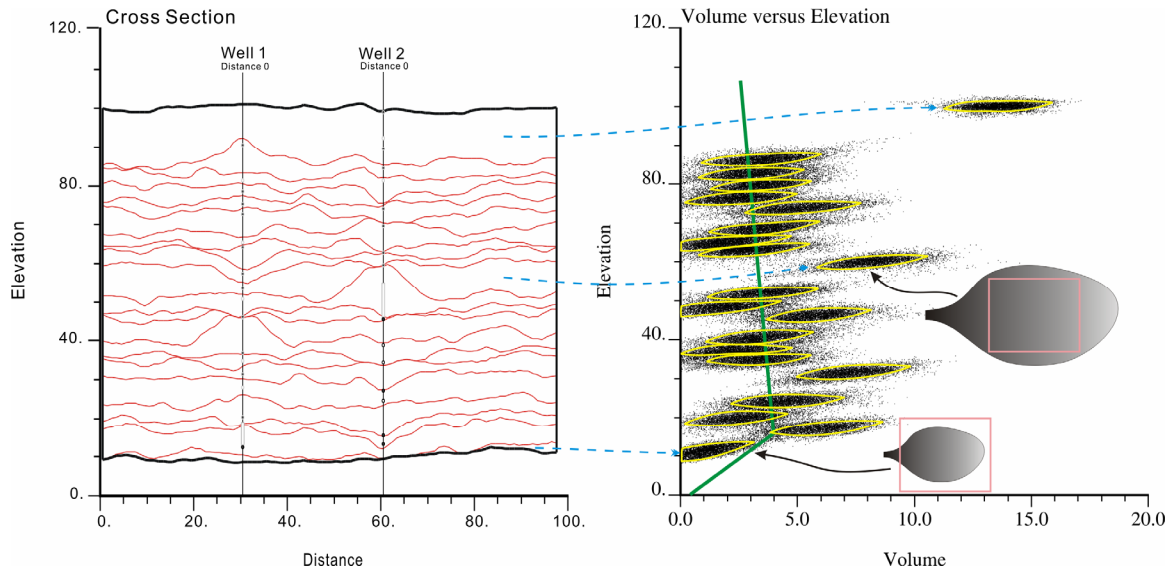 Cross Section
120.
80.
40.
0.
Elevation
Well 1
Distance 0
Well 2
Distance 0
0.
20.
40.
60.
80.
100.
Distance
Volume versus Elevation
120.
80.
40.
0.
Elevation
0.0
5.0
10.0
15.0
20.0
Volume